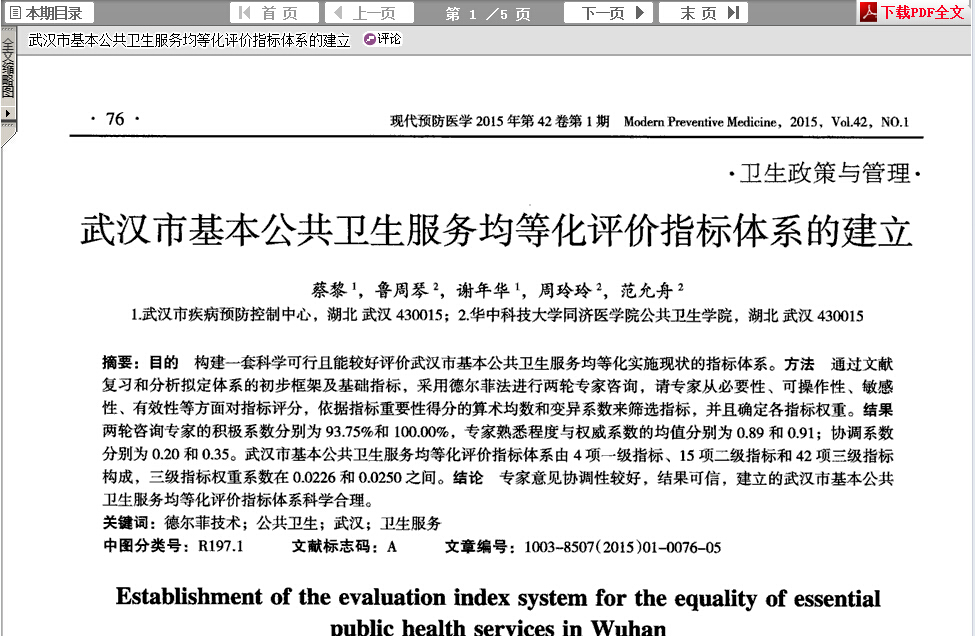 本期目录 首 页 上一页 第 1 ／5 页 下一页 末 页 下载PDF全文
武汉市基本公共卫生服务均等化评价指标体系的建立 评论
全文缩略图
· 76 · 现代预防医学 2015 年第 42 卷第 1 期 Modern Preventive Medicine，2015，Vol.42，NO.1
·卫生政策与管理·
武汉市基本公共卫生服务均等化评价指标体系的建立
蔡黎 1，鲁周琴 2，谢年华 1，周玲玲 2，范允舟 2
1.武汉市疾病预防控制中心，湖北 武汉 430015；2.华中科技大学同济医学院公共卫生学院，湖北 武汉 430015
摘要：目的 构建一套科学可行且能较好评价武汉市基本公共卫生服务均等化实施现状的指标体系。方法 通过文献
复习和分析拟定体系的初步框架及基础指标，采用德尔菲法进行两轮专家咨询，请专家从必要性、可操作性、敏感
性、有效性等方面对指标评分，依据指标重要性得分的算术均数和变异系数来筛选指标，并且确定各指标权重。结果
两轮咨询专家的积极系数分别为 93.75%和 100.00%，专家熟悉程度与权威系数的均值分别为 0.89 和 0.91；协调系数
分别为 0.20 和 0.35。武汉市基本公共卫生服务均等化评价指标体系由 4 项一级指标、15 项二级指标和 42 项三级指标
构成，三级指标权重系数在 0.0226 和 0.0250 之间。结论 专家意见协调性较好，结果可信，建立的武汉市基本公共
卫生服务均等化评价指标体系科学合理。
关键词：德尔菲技术；公共卫生；武汉；卫生服务
中图分类号：R197.1 文献标志码：A 文章编号：1003-8507(2015)01-0076-05
Establishment of the evaluation index system for the equality of essential
public health services in Wuhan